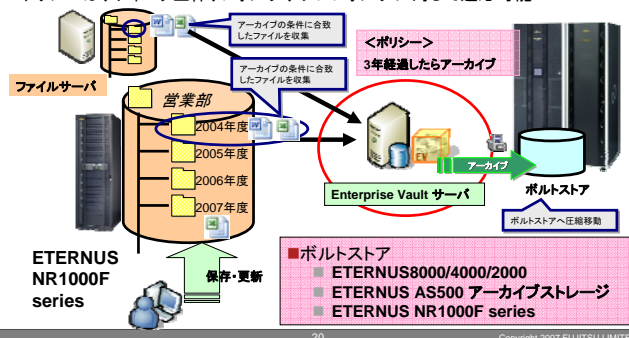 アーカイブの条件に合致
したファイルを収集
アーカイブの条件に合致
したファイルを収集
<ポリシー>
3年経過したらアーカイブ
ファイルサーバ
営業部
2004年度
2005年度
2006年度
2007年度
EV
アーカイブ
Enterprise Vault サーバ
ボルトストア
ボルトストアへ圧縮移動
ETERNUS
NR1000F
series
保存・更新
■ボルトストア
■ ETERNUS8000/4000/2000
■ ETERNUS AS500 アーカイブストレージ
■ ETERNUS NR1000F series
20
Copyright 2007 FUJITSU LIMITE